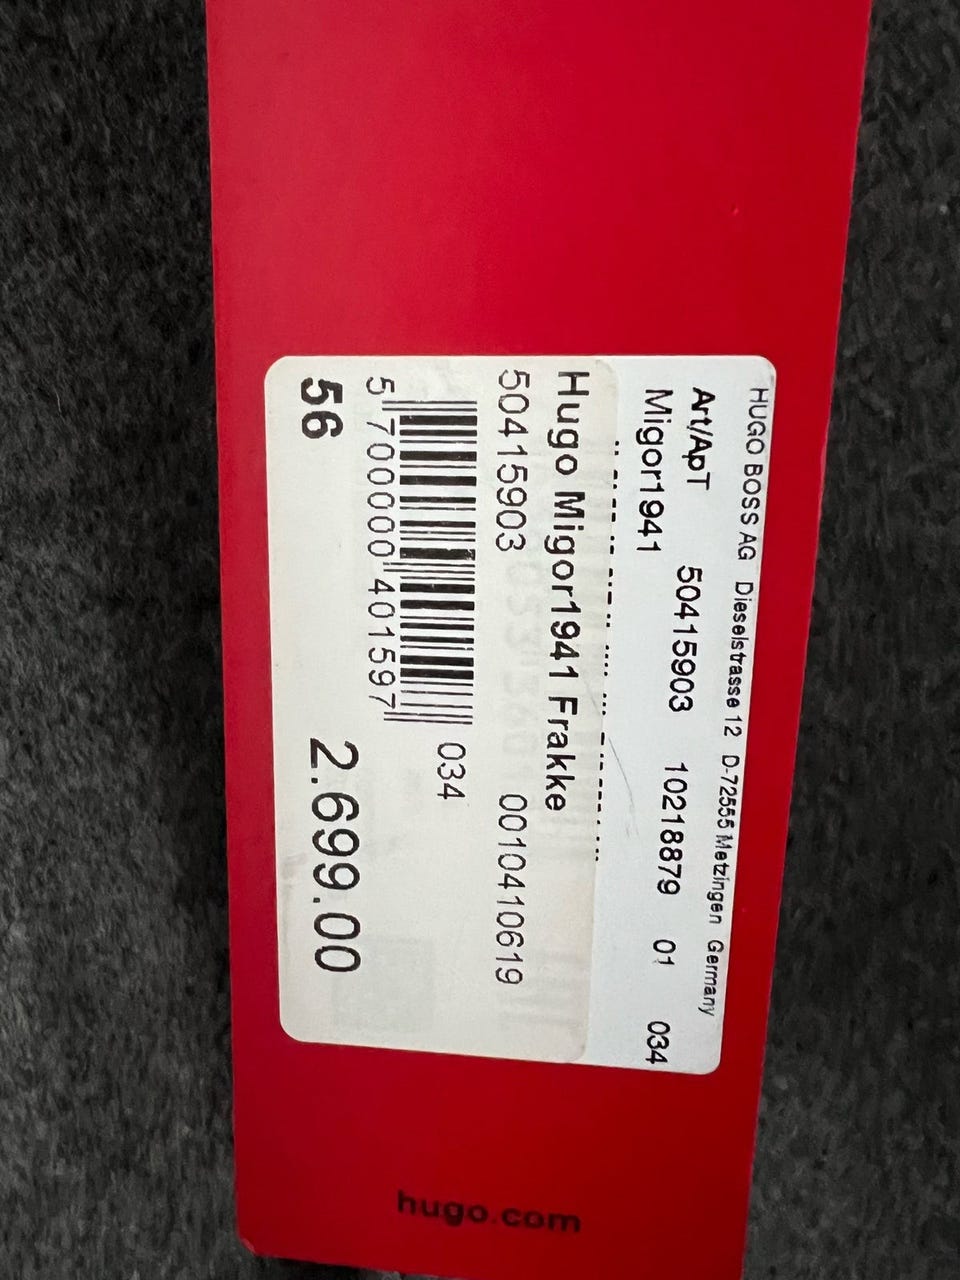 HUGO BOSS AG Dieselstrasse 12 D-72555 Metzingen Germany
Art/ApT 50415903 10218879 01 034
Migor1941
Hugo Migor1941 Frakke
50415903 0010410619
034
5 700000 401597
56 2.699.00
hugo.com